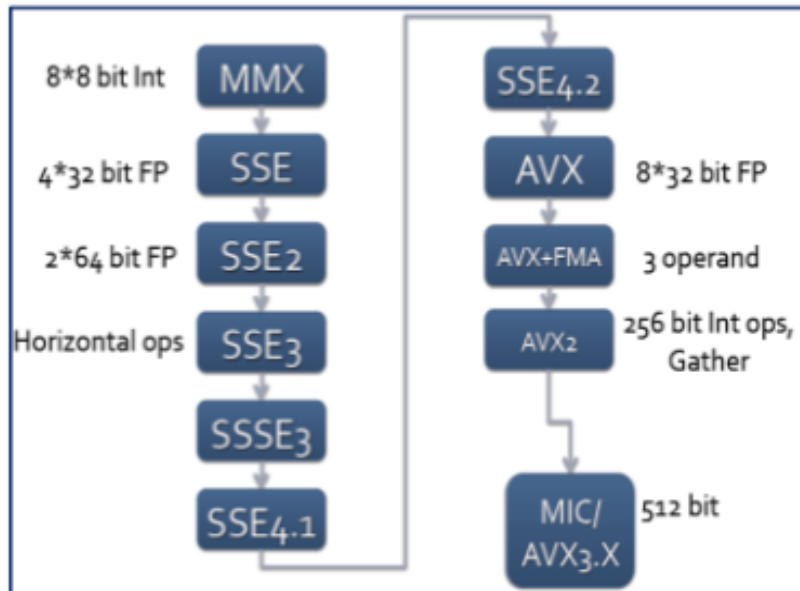 8*8 bit Int
MMX
4*32 bit FP
SSE
2*64 bit FP
SSE2
Horizontal ops
SSE3
SSSE3
SSE4.1
SSE4.2
AVX
8*32 bit FP
AVX+FMA
3 operand
AVX2
256 bit Int ops,
Gather
MIC/
AVX3.X
512 bit